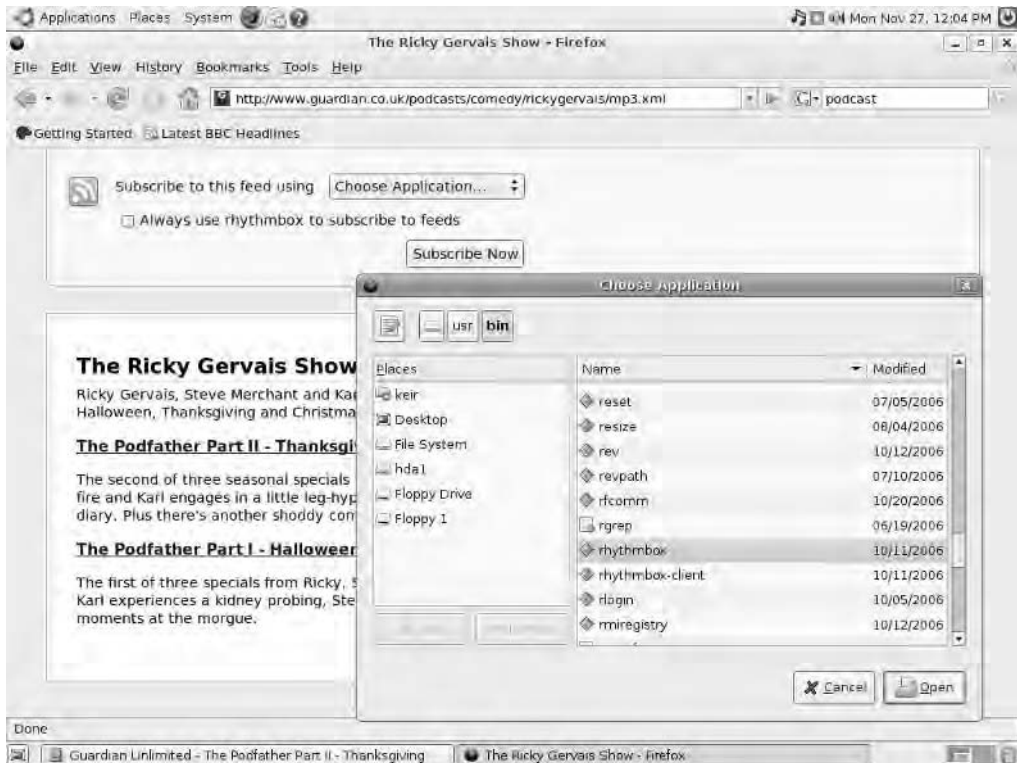 Applications Places System
Mon Nov 27, 12:04 PM
The Ricky Gervais Show - Firefox
File Edit View History Bookmarks Tools Help
http://www.guardian.co.uk/podcasts/comedy/rickygervais/mp3.xml
podcast
Getting Started Latest BBC Headlines
Subscribe to this feed using Choose Application...
Always use rhythmbox to subscribe to feeds
Subscribe Now
Choose Application
usr bin
The Ricky Gervais Show
Ricky Gervais, Steve Merchant and Kar
Halloween, Thanksgiving and Christma
The Podfather Part II - Thanksgi
The second of three seasonal specials
fire and Karl engages in a little leg-hyp
diary. Plus there's another shoddy com
The Podfather Part I - Halloween
The first of three specials from Ricky, S
Karl experiences a kidney probing, Ste
moments at the morgue.
Places
keir
Desktop
File System
hda1
Floppy Drive
Floppy 1
Name Modified
reset 07/05/2006
resize 08/04/2006
rev 10/12/2006
revpath 07/10/2006
rfcomm 10/20/2006
rgrep 06/19/2006
rhythmbox 10/11/2006
rhythmbox-client 10/11/2006
rlogin 10/05/2006
rmiregistry 10/12/2006
Cancel Open
Done
Guardian Unlimited - The Podfather Part II - Thanksgiving
The Ricky Gervais Show - Firefox